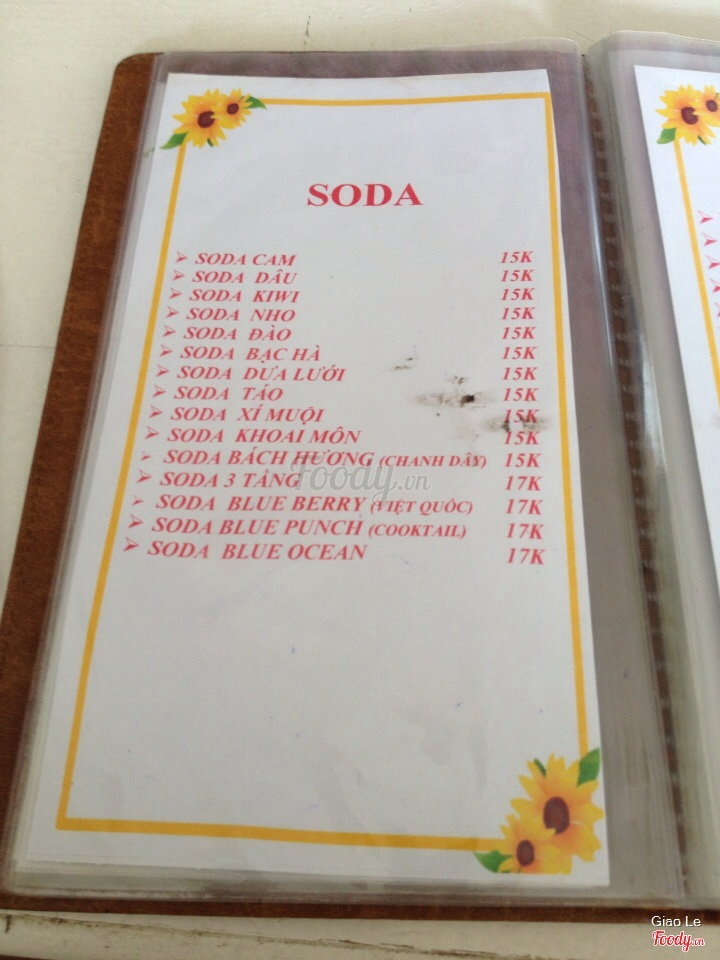 SODA
SODA CAM 15K
SODA DÂU 15K
SODA KIWI 15K
SODA NHO 15K
SODA ĐÀO 15K
SODA BẠC HÀ 15K
SODA DƯA LƯỚI 15K
SODA TÁO 15K
SODA XÍ MUỘI 15K
SODA KHOAI MÔN 15K
SODA BÁCH HƯƠNG (CHANH DÂY) 15K
SODA 3 TẦNG 17K
SODA BLUE BERRY (VIỆT QUỐC) 17K
SODA BLUE PUNCH (COOKTAIL) 17K
SODA BLUE OCEAN 17K
Foody.vn
Giao Le
Foody.vn